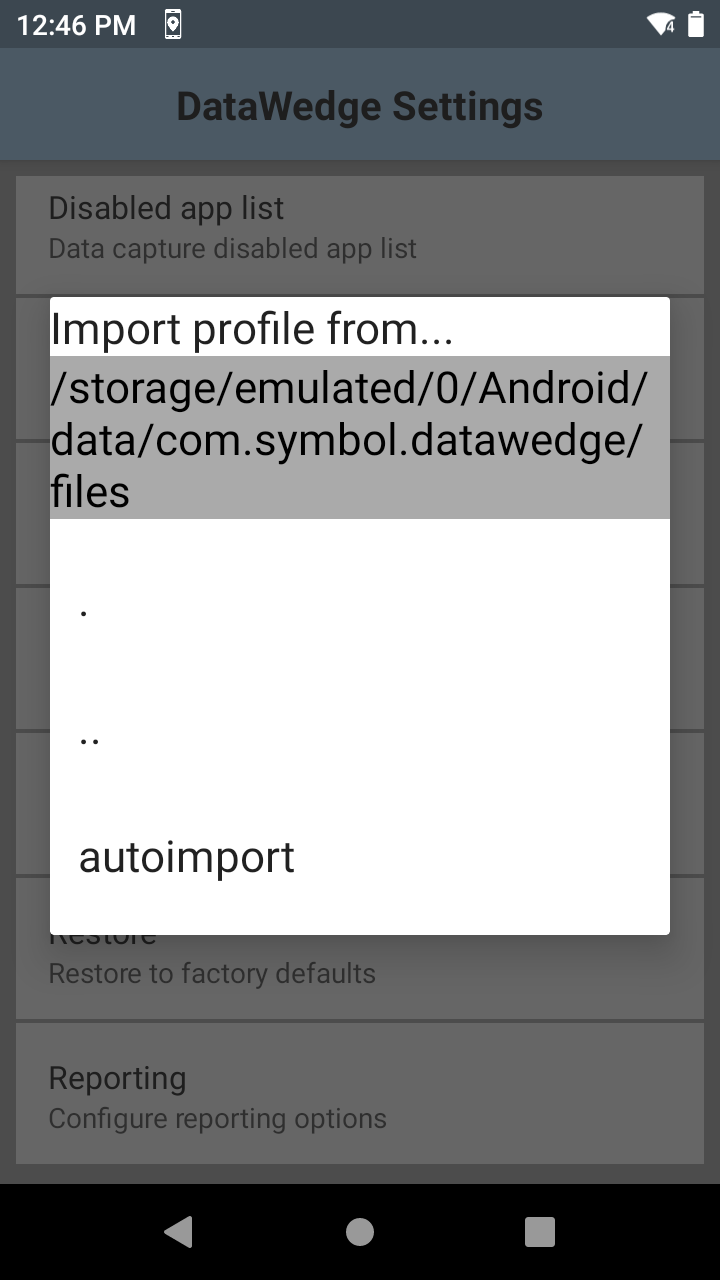 12:46 PM
4
DataWedge Settings
Disabled app list
Data capture disabled app list
Import profile from...
/storage/emulated/0/Android/
data/com.symbol.datawedge/
files
.
..
autoimport
Restore
Restore to factory defaults
Reporting
Configure reporting options